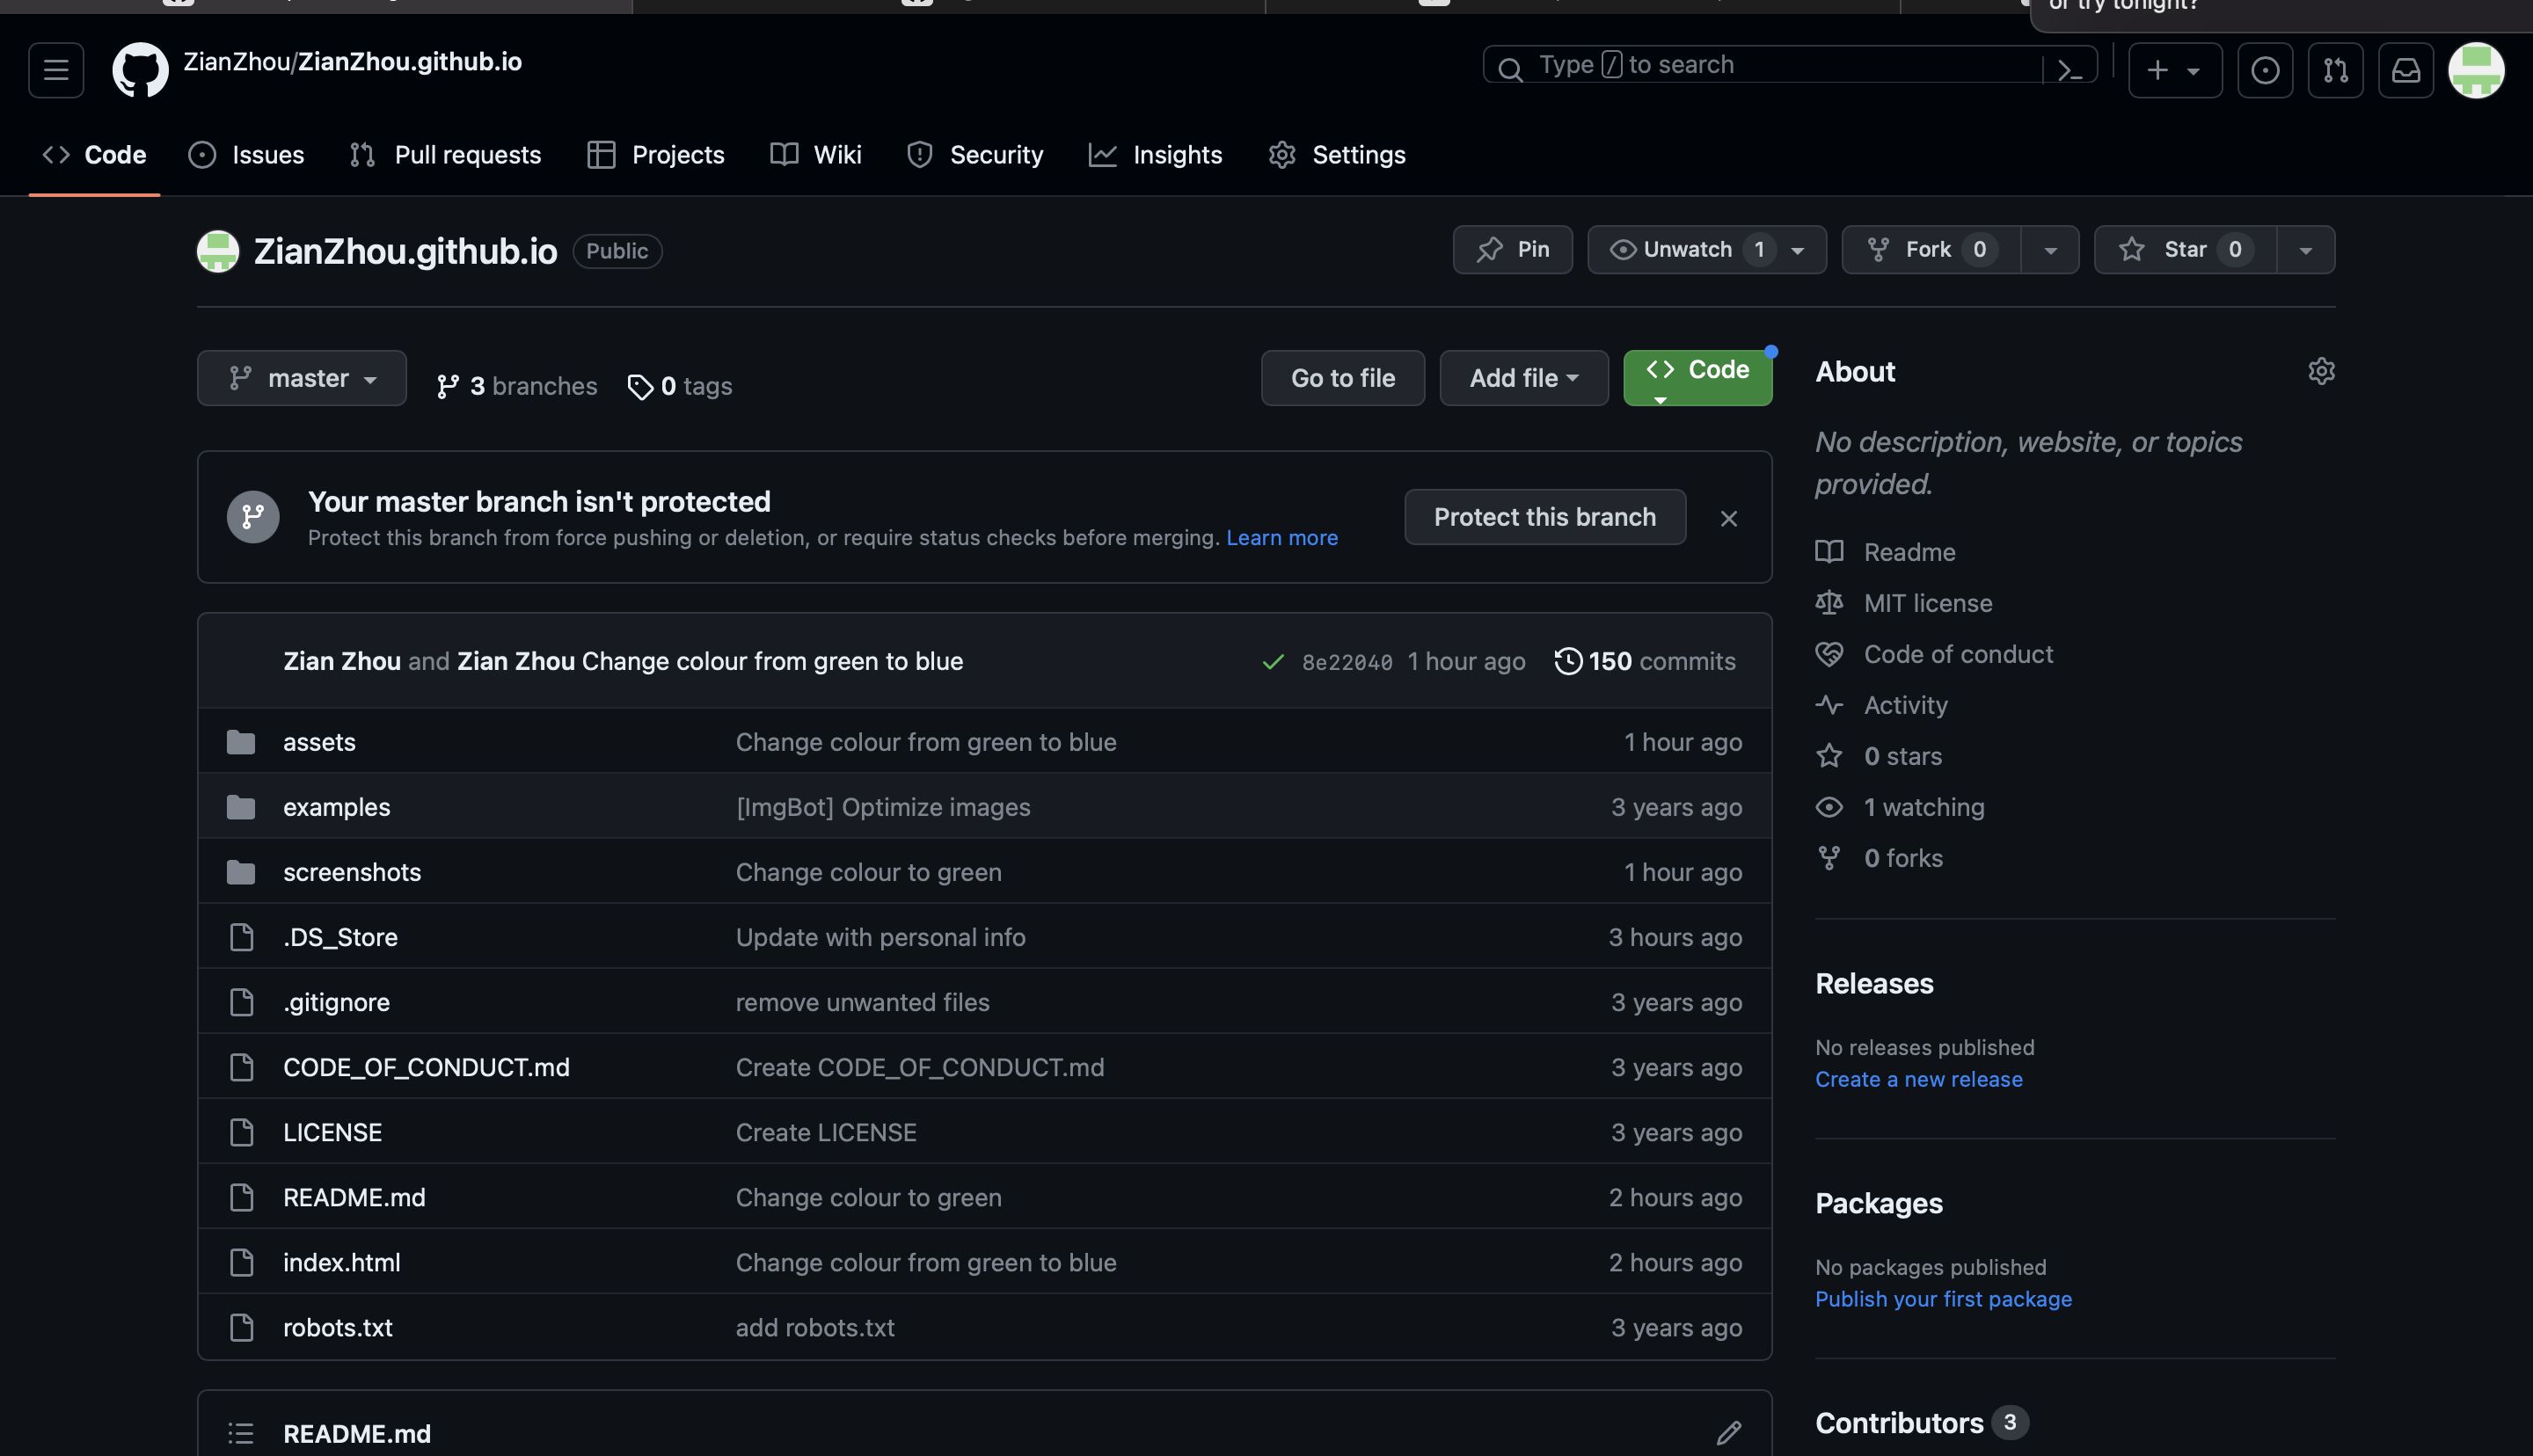 or try tonight?
ZianZhou/ZianZhou.github.io
Type / to search
Code Issues Pull requests Projects Wiki Security Insights Settings
ZianZhou.github.io Public
Pin Unwatch 1 Fork 0 Star 0
master 3 branches 0 tags
Go to file Add file Code
Your master branch isn't protected
Protect this branch from force pushing or deletion, or require status checks before merging. Learn more
Protect this branch
Zian Zhou and Zian Zhou Change colour from green to blue 8e22040 1 hour ago 150 commits
assets Change colour from green to blue 1 hour ago
examples [ImgBot] Optimize images 3 years ago
screenshots Change colour to green 1 hour ago
.DS_Store Update with personal info 3 hours ago
.gitignore remove unwanted files 3 years ago
CODE_OF_CONDUCT.md Create CODE_OF_CONDUCT.md 3 years ago
LICENSE Create LICENSE 3 years ago
README.md Change colour to green 2 hours ago
index.html Change colour from green to blue 2 hours ago
robots.txt add robots.txt 3 years ago
README.md
About
No description, website, or topics
provided.
Readme
MIT license
Code of conduct
Activity
0 stars
1 watching
0 forks
Releases
No releases published
Create a new release
Packages
No packages published
Publish your first package
Contributors 3